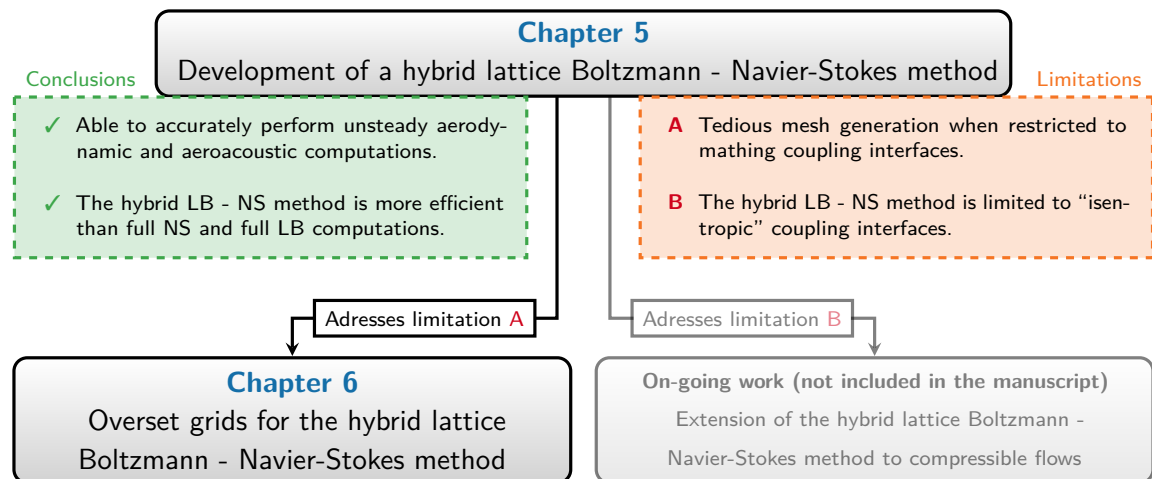 Chapter 5
Development of a hybrid lattice Boltzmann - Navier-Stokes method
Conclusions
✓ Able to accurately perform unsteady aerody-
namic and aeroacoustic computations.
✓ The hybrid LB - NS method is more efficient
than full NS and full LB computations.
Limitations
A Tedious mesh generation when restricted to
mathing coupling interfaces.
B The hybrid LB - NS method is limited to “isen-
tropic” coupling interfaces.
Adresses limitation A
Adresses limitation B
Chapter 6
Overset grids for the hybrid lattice
Boltzmann - Navier-Stokes method
On-going work (not included in the manuscript)
Extension of the hybrid lattice Boltzmann -
Navier-Stokes method to compressible flows